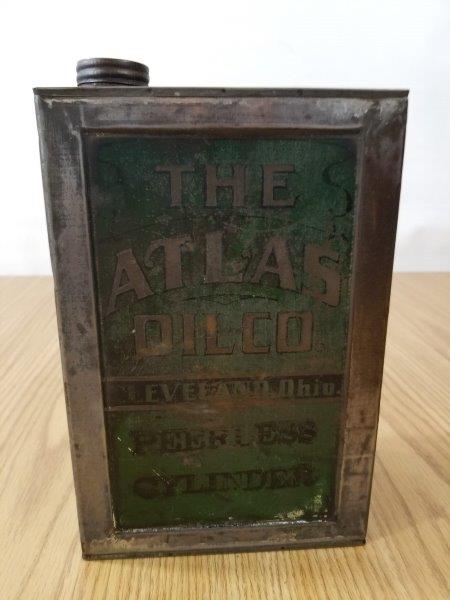 THE
ATLAS
OIL CO.
CLEVELAND, Ohio.
PEERLESS
CYLINDER